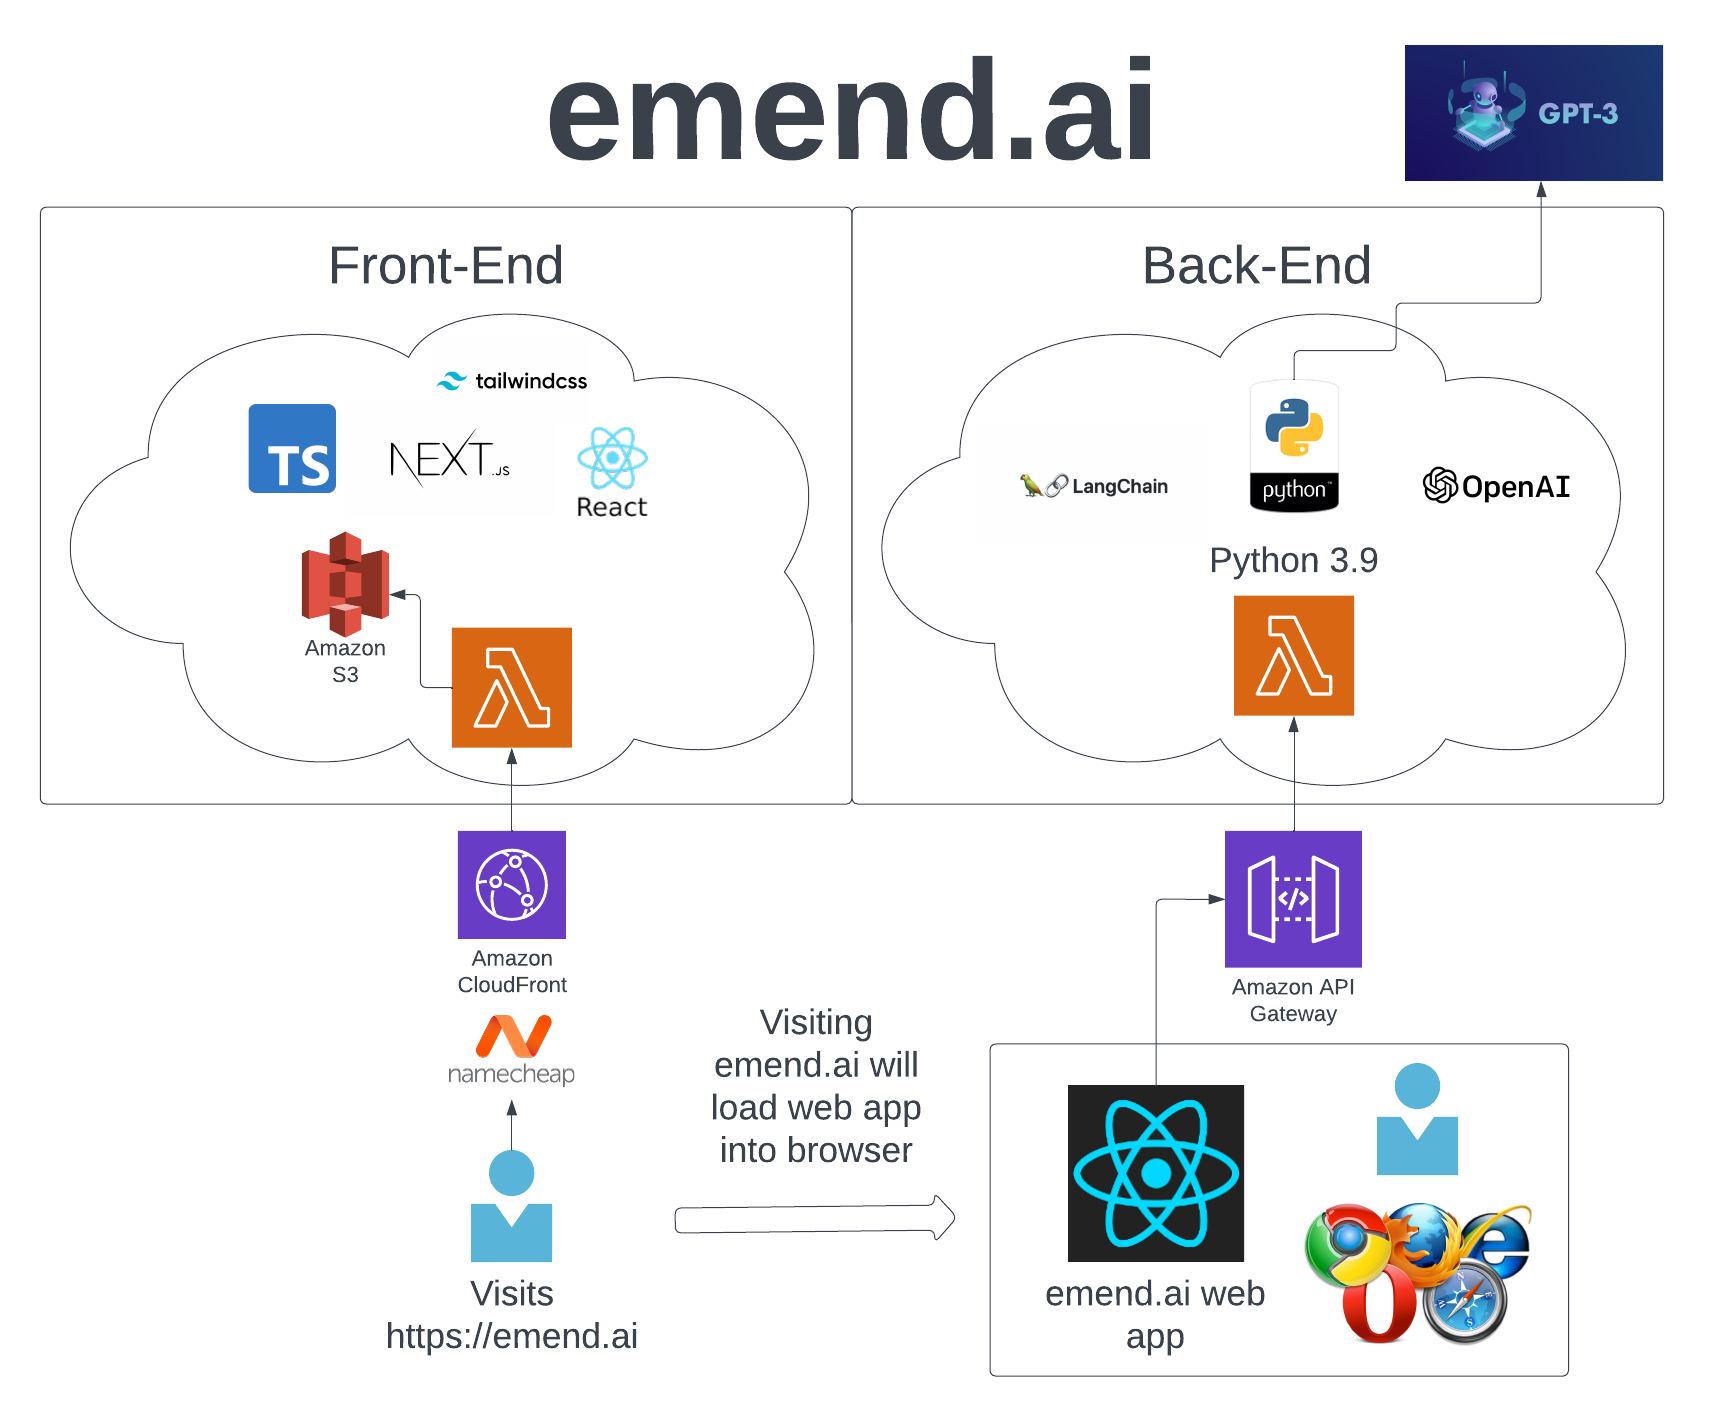 emend.ai
GPT-3
Front-End
Back-End
tailwindcss
TS
NEXT.JS
React
LangChain
python™
OpenAI
Python 3.9
Amazon
S3
Amazon
CloudFront
Amazon API
Gateway
namecheap
Visiting
emend.ai will
load web app
into browser
Visits
https://emend.ai
emend.ai web
app